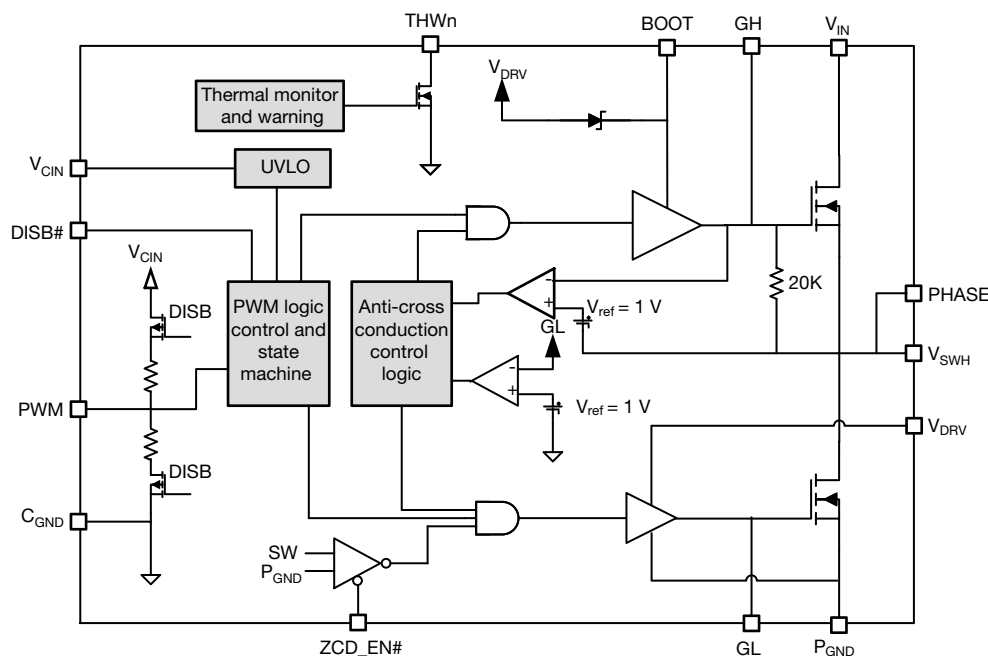 THWn
BOOT
GH
VIN
VDRV
Thermal monitor
and warning
VCIN
UVLO
DISB#
VCIN
DISB
PWM logic
control and
state
machine
Anti-cross
conduction
control
logic
Vref = 1 V
GL
20K
PHASE
VSWH
Vref = 1 V
PWM
VDRV
DISB
CGND
SW
PGND
ZCD_EN#
GL
PGND
-
+
-
+